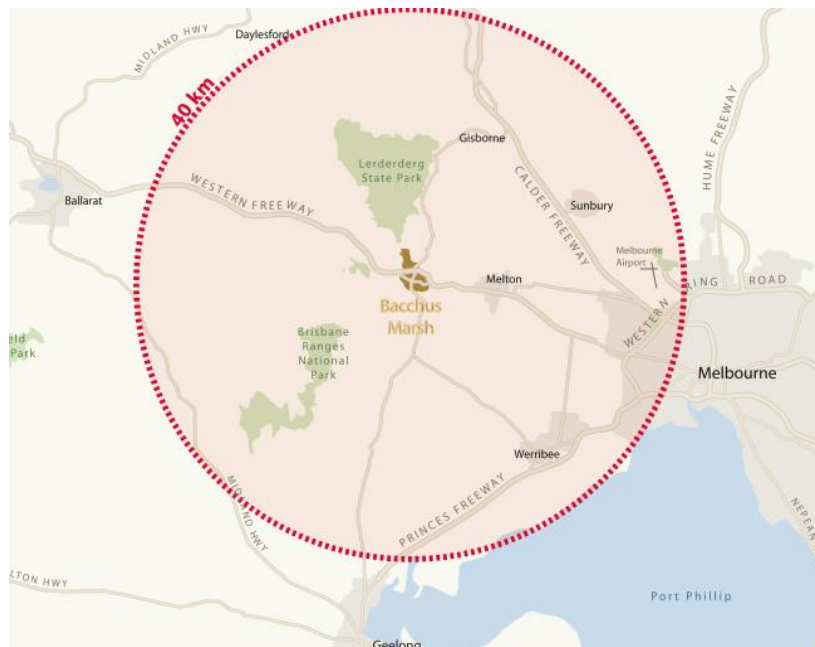 MIDLAND HWY
Daylesford
40 km
HUME FREEWAY
Gisborne
Lerderderg
State Park
CALDER FREEWAY
WESTERN FREEWAY
Ballarat
Sunbury
Melbourne
Airport
Melton
WESTERN RING ROAD
Bacchus
Marsh
Brisbane
Ranges
National
Park
eld
Park
Melbourne
Werribee
MIDLAND HWY
PRINCES FREEWAY
NEPEAN
LTON HWY
Port Phillip
Geelong